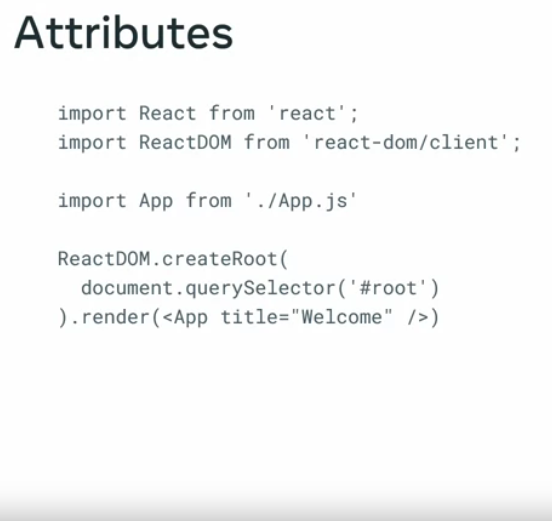 Attributes
import React from 'react';
import ReactDOM from 'react-dom/client';
import App from './App.js'
ReactDOM.createRoot(
  document.querySelector('#root')
).render(<App title="Welcome" />)